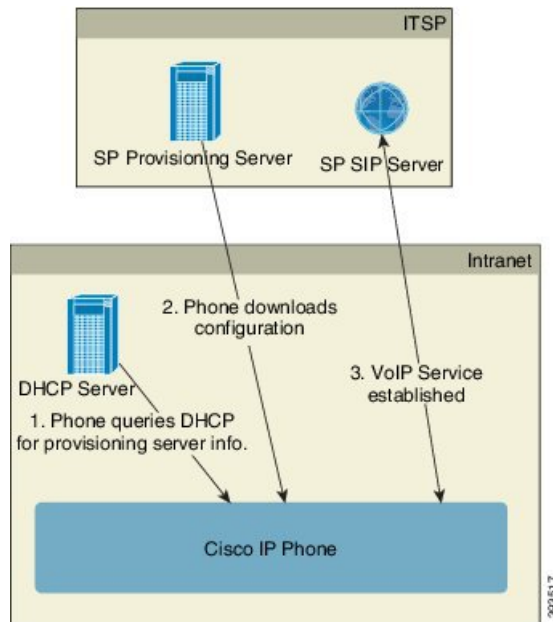 ITSP
SP Provisioning Server
SP SIP Server
Intranet
2. Phone downloads
configuration
DHCP Server
3. VoIP Service
established
1. Phone queries DHCP
for provisioning server info.
Cisco IP Phone
293517